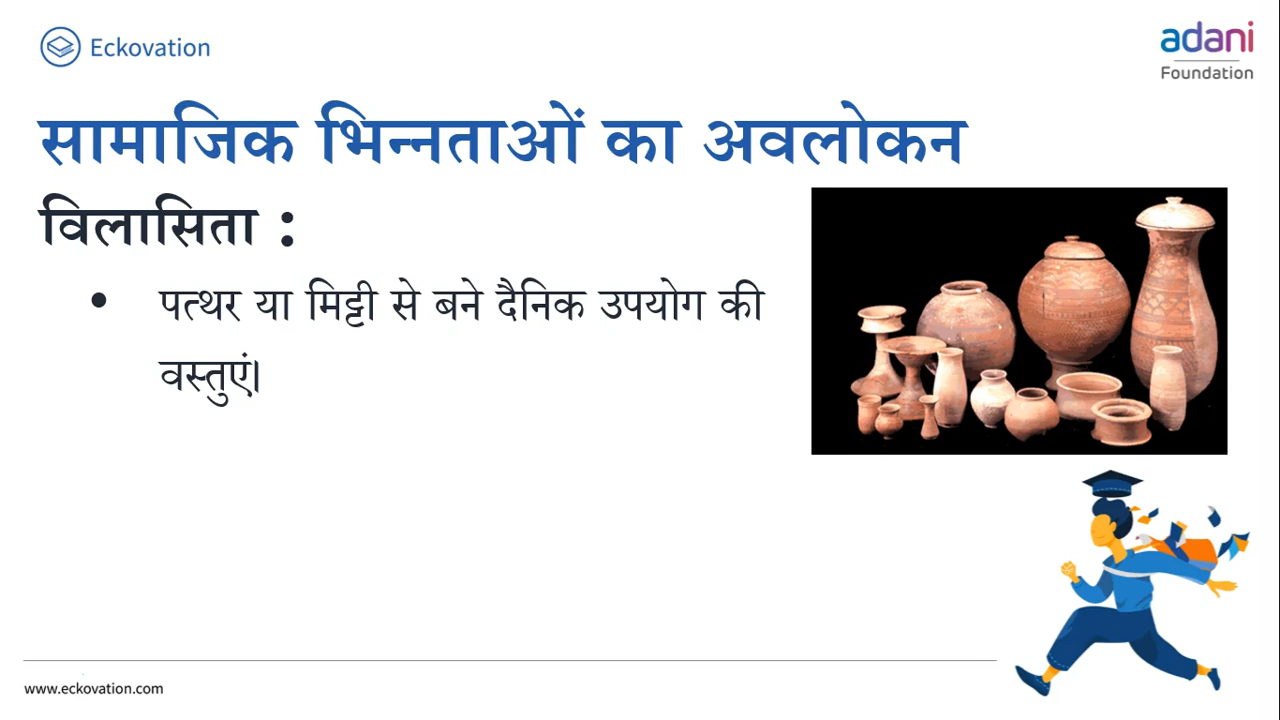 Eckovation
adani
Foundation
सामाजिक भिन्नताओं का अवलोकन
विलासिता :
• पत्थर या मिट्टी से बने दैनिक उपयोग की
वस्तुएं।
www.eckovation.com